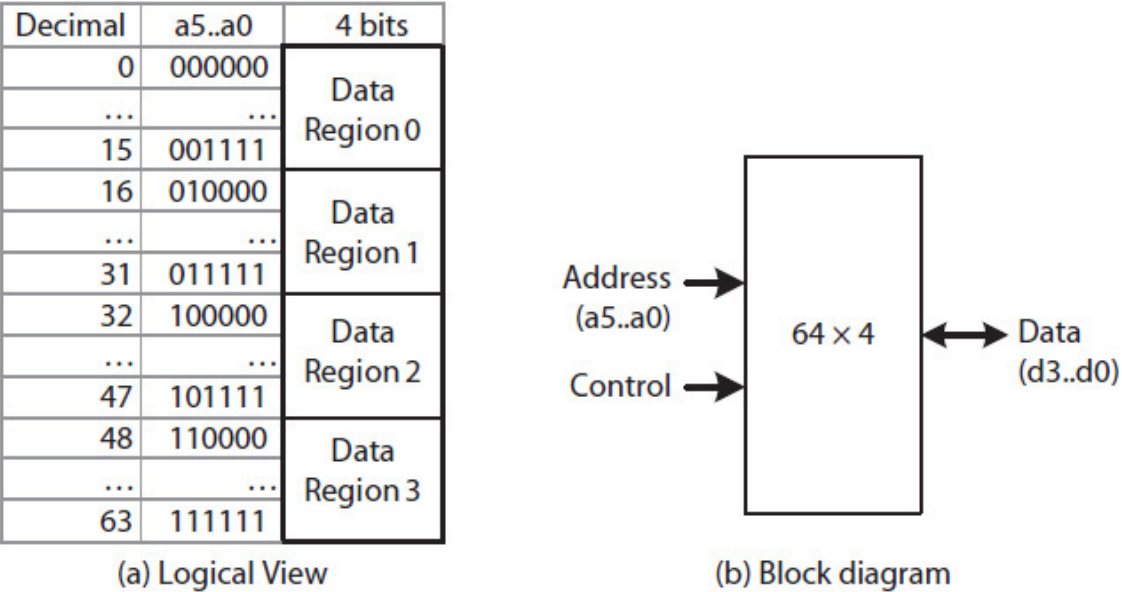 Decimal a5..a0 4 bits
0 000000
... ...
15 001111
Data
Region 0
16 010000
... ...
31 011111
Data
Region 1
32 100000
... ...
47 101111
Data
Region 2
48 110000
... ...
63 111111
Data
Region 3
(a) Logical View
Address
(a5..a0)
Control
64 × 4
Data
(d3..d0)
(b) Block diagram